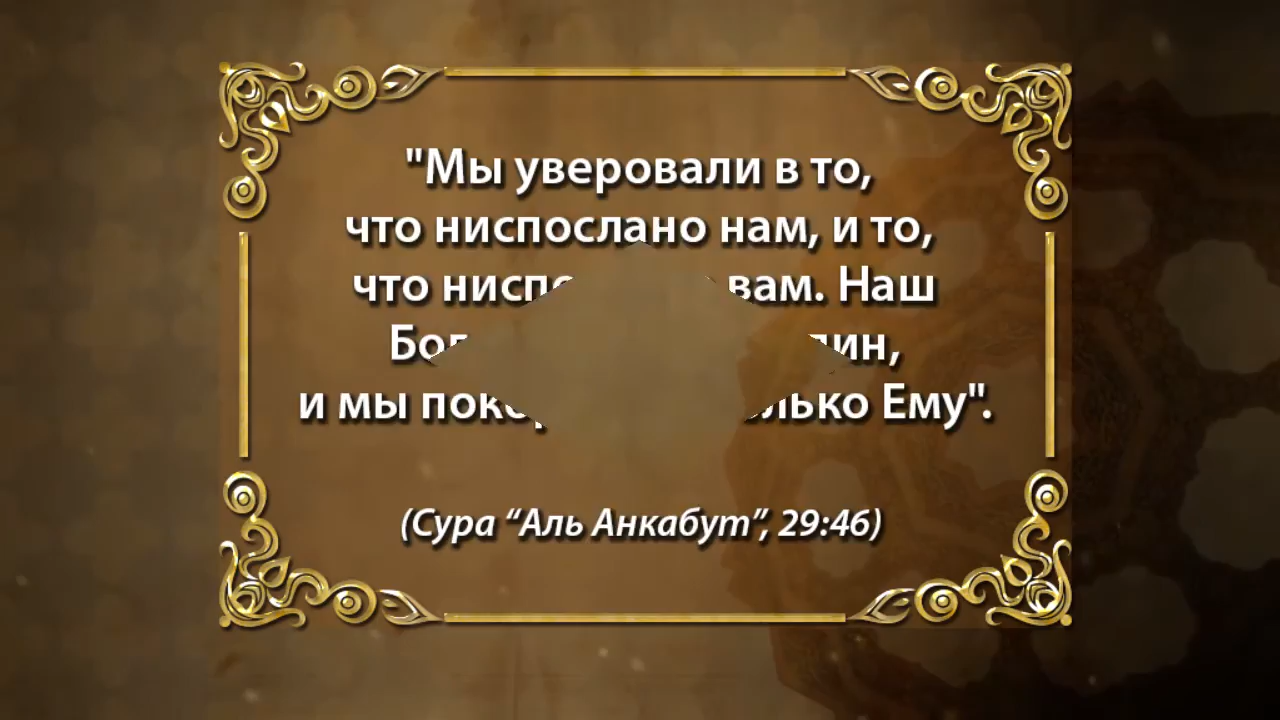 "Мы уверовали в то,
что ниспослано нам, и то,
что вам. Наш
и мы Ему".
(Сура “Аль Анкабут”, 29:46)